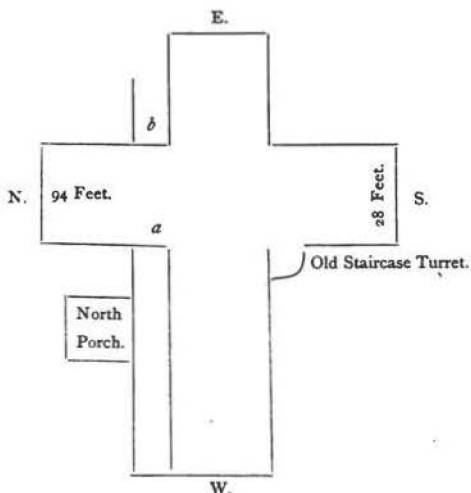 E.
b
N.
94 Feet.
28 Feet.
S.
a
Old Staircase Turret.
North
Porch.
W.